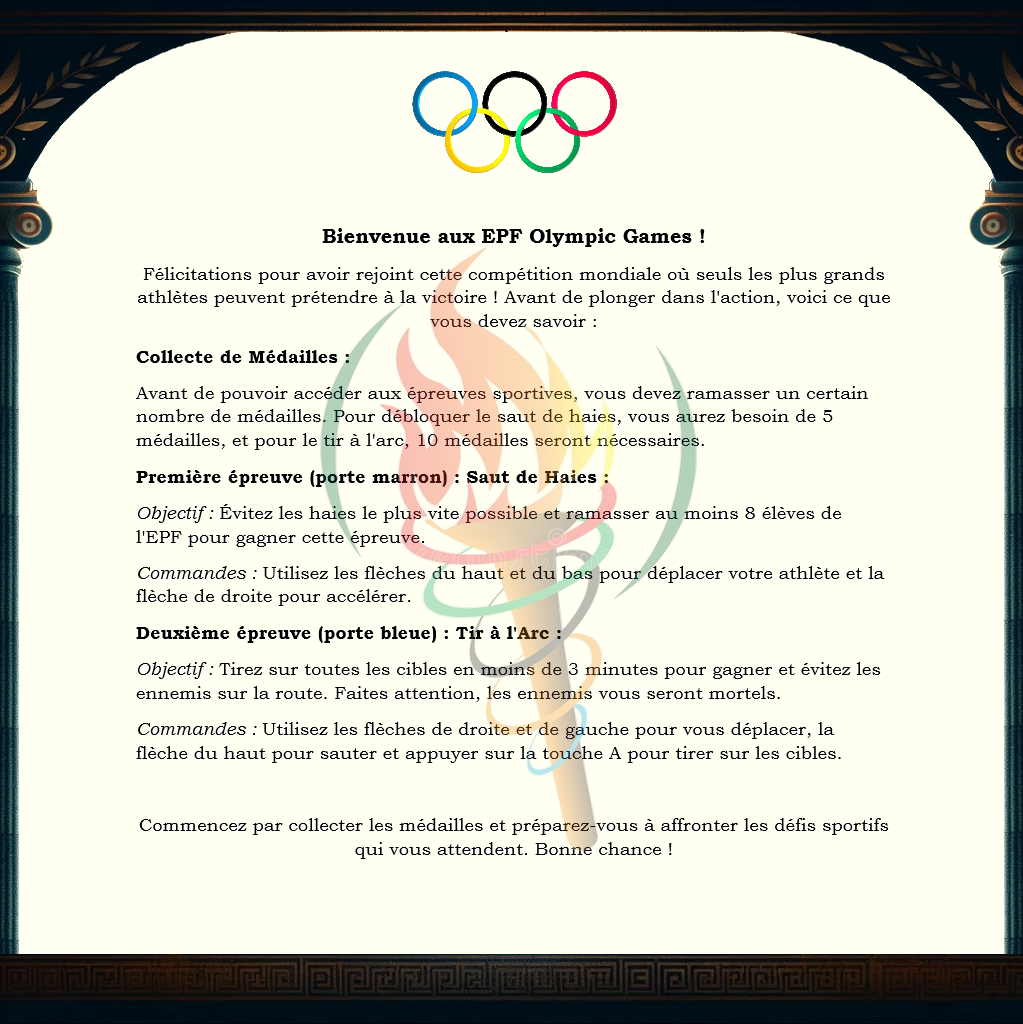 Bienvenue aux EPF Olympic Games !
Félicitations pour avoir rejoint cette compétition mondiale où seuls les plus grands
athlètes peuvent prétendre à la victoire ! Avant de plonger dans l'action, voici ce que
vous devez savoir :
Collecte de Médailles :
Avant de pouvoir accéder aux épreuves sportives, vous devez ramasser un certain
nombre de médailles. Pour débloquer le saut de haies, vous aurez besoin de 5
médailles, et pour le tir à l'arc, 10 médailles seront nécessaires.
Première épreuve (porte marron) : Saut de Haies :
Objectif : Évitez les haies le plus vite possible et ramasser au moins 8 élèves de
l'EPF pour gagner cette épreuve.
Commandes : Utilisez les flèches du haut et du bas pour déplacer votre athlète et la
flèche de droite pour accélérer.
Deuxième épreuve (porte bleue) : Tir à l'Arc :
Objectif : Tirez sur toutes les cibles en moins de 3 minutes pour gagner et évitez les
ennemis sur la route. Faites attention, les ennemis vous seront mortels.
Commandes : Utilisez les flèches de droite et de gauche pour vous déplacer, la
flèche du haut pour sauter et appuyer sur la touche A pour tirer sur les cibles.
Commencez par collecter les médailles et préparez-vous à affronter les défis sportifs
qui vous attendent. Bonne chance !